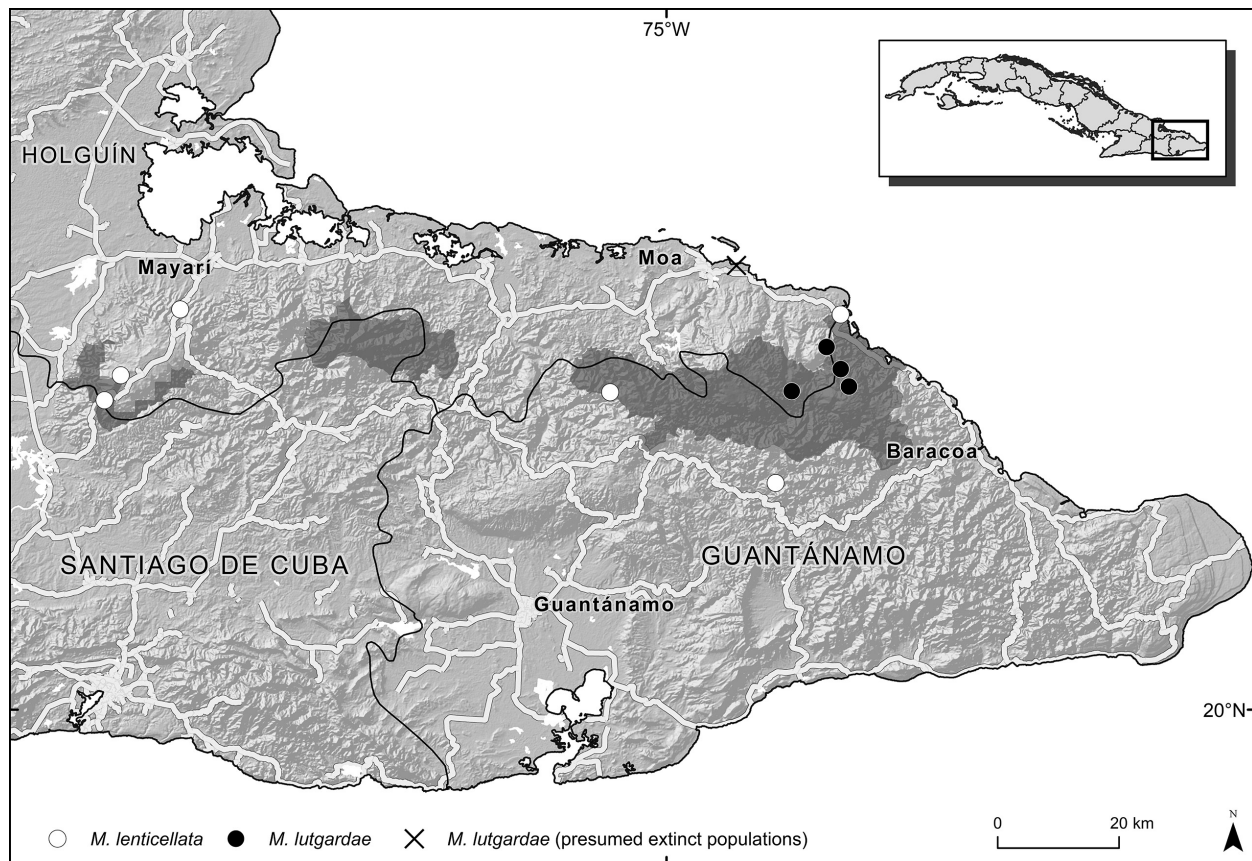 75°W
HOLGUÍN
Mayarí
Moa
Baracoa
SANTIAGO DE CUBA
GUANTÁNAMO
Guantánamo
20°N
M. lenticellata
M. lutgardae
M. lutgardae (presumed extinct populations)
0 20 km
N